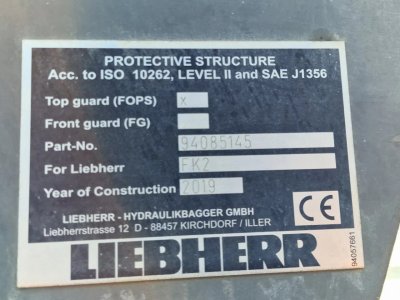 PROTECTIVE STRUCTURE
Acc. to ISO 10262, LEVEL II and SAE J1356
Top guard (FOPS) x
Front guard (FG)
Part-No. 94085145
For Liebherr FK2
Year of Construction 2019
LIEBHERR - HYDRAULIKBAGGER GMBH
Liebherrstrasse 12 D - 88457 KIRCHDORF / ILLER
CE
LIEBHERR
94057661